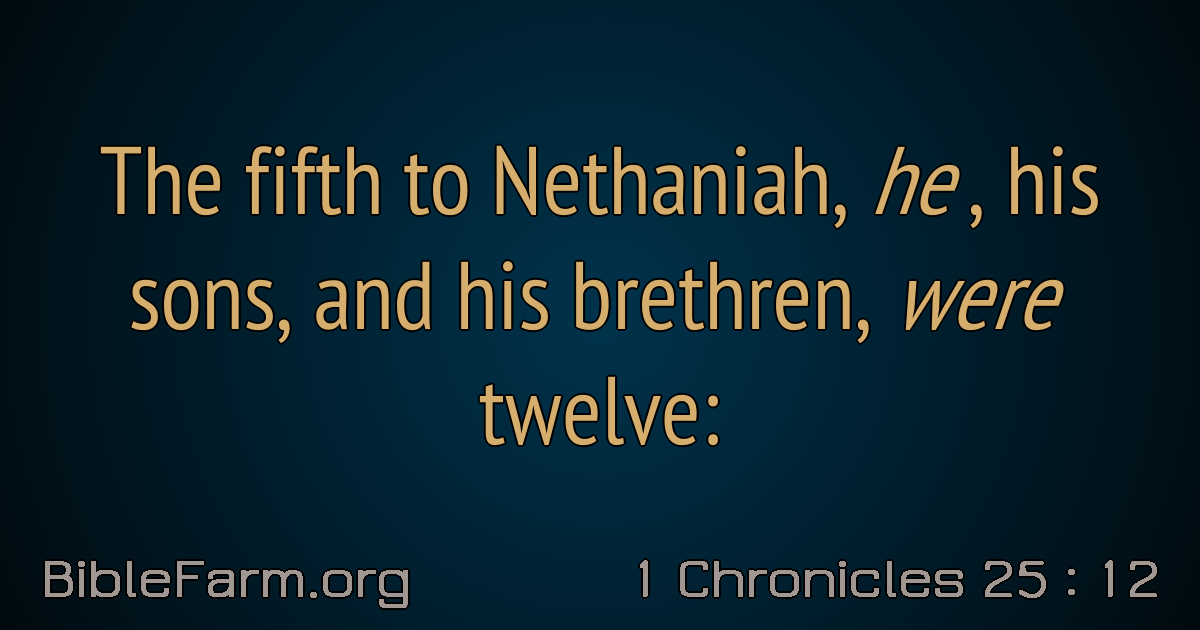 The fifth to Nethaniah, he , his
sons, and his brethren, were
twelve:
BibleFarm.org
1 Chronicles 25 : 12